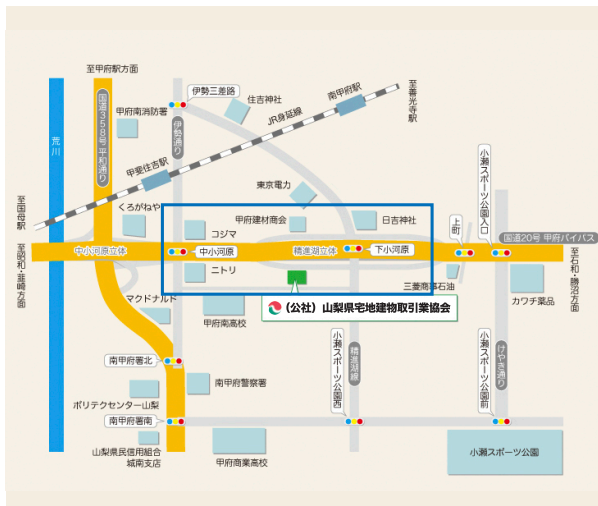 至甲府駅方面
伊勢三差路
住吉神社
南甲府駅
至善光寺駅
国道358号 平和通り
甲府南消防署
伊勢通り
JR身延線
荒川
甲斐住吉駅
東京電力
小瀬スポーツ公園入口
至国母駅
くろがねや
コジマ
甲府建材商会
日吉神社
上町
国道20号 甲府バイパス
至昭和・韮崎方面
中小河原立体
中小河原
精進湖立体
下小河原
至石和・勝沼方面
ニトリ
三菱商事石油
カワチ薬品
マクドナルド
甲府南高校
(公社) 山梨県宅地建物取引業協会
南甲府署北
小瀬スポーツ公園西
精進湖線
小瀬スポーツ公園前
けやき通り
南甲府警察署
ポリテクセンター山梨
南甲府署南
山梨県民信用組合
城南支店
甲府商業高校
小瀬スポーツ公園